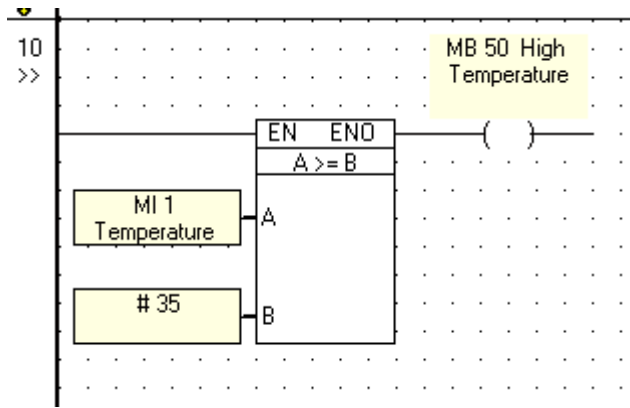 10
>>
MB 50 High
Temperature
EN ENO
A >= B
MI 1
Temperature
A
# 35
B